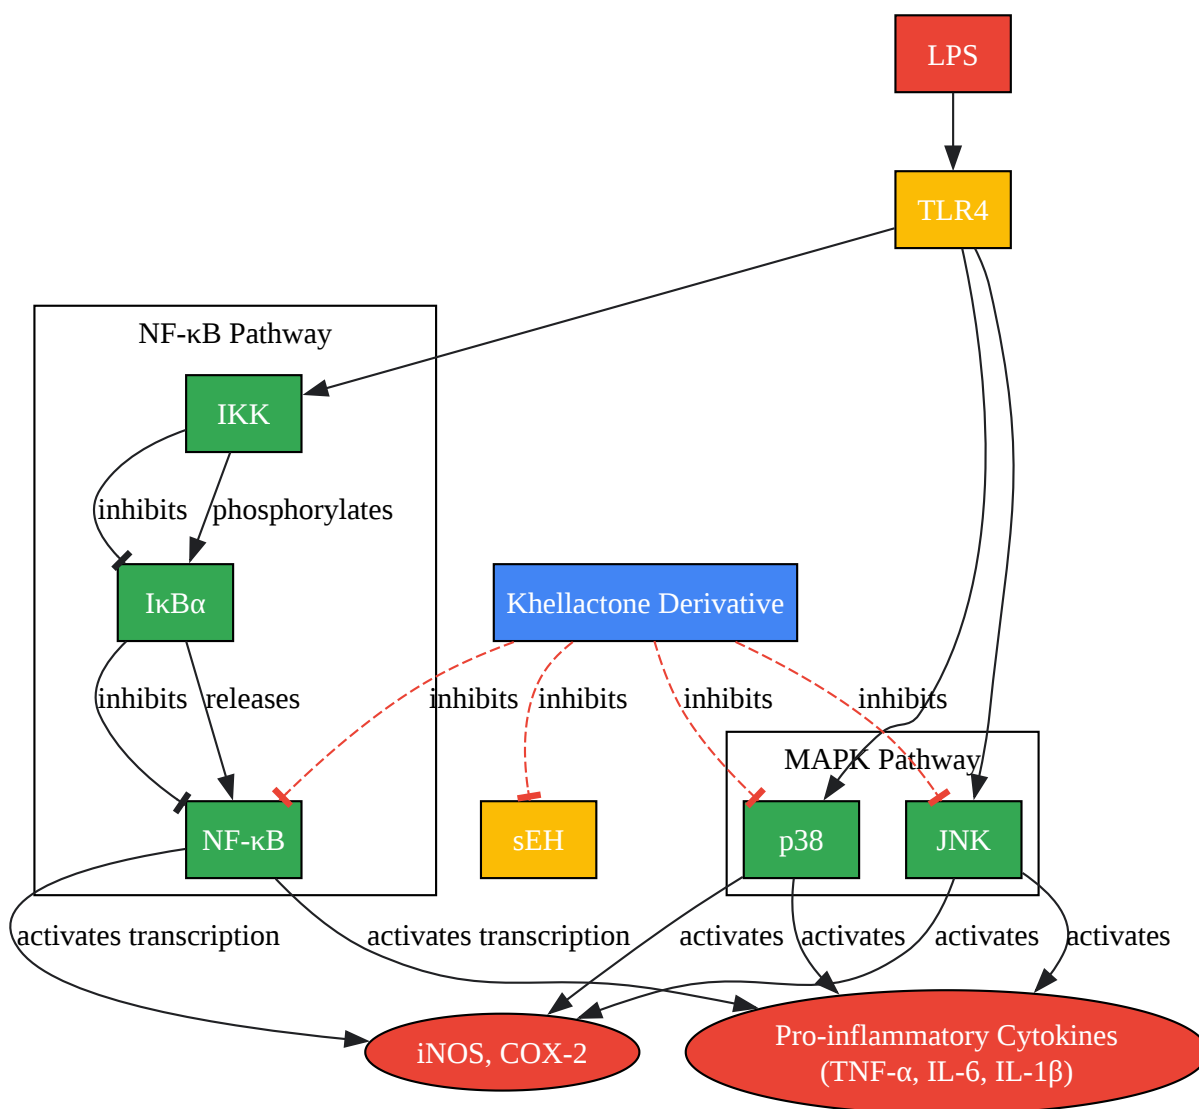 LPS
TLR4
NF-κB Pathway
IKK
inhibits
phosphorylates
IκBα
Khellactone Derivative
inhibits
releases
inhibits
inhibits
inhibits
inhibits
MAPK Pathway
NF-κB
sEH
p38
JNK
activates transcription
activates transcription
activates
activates
activates
activates
iNOS, COX-2
Pro-inflammatory Cytokines
(TNF-α, IL-6, IL-1β)